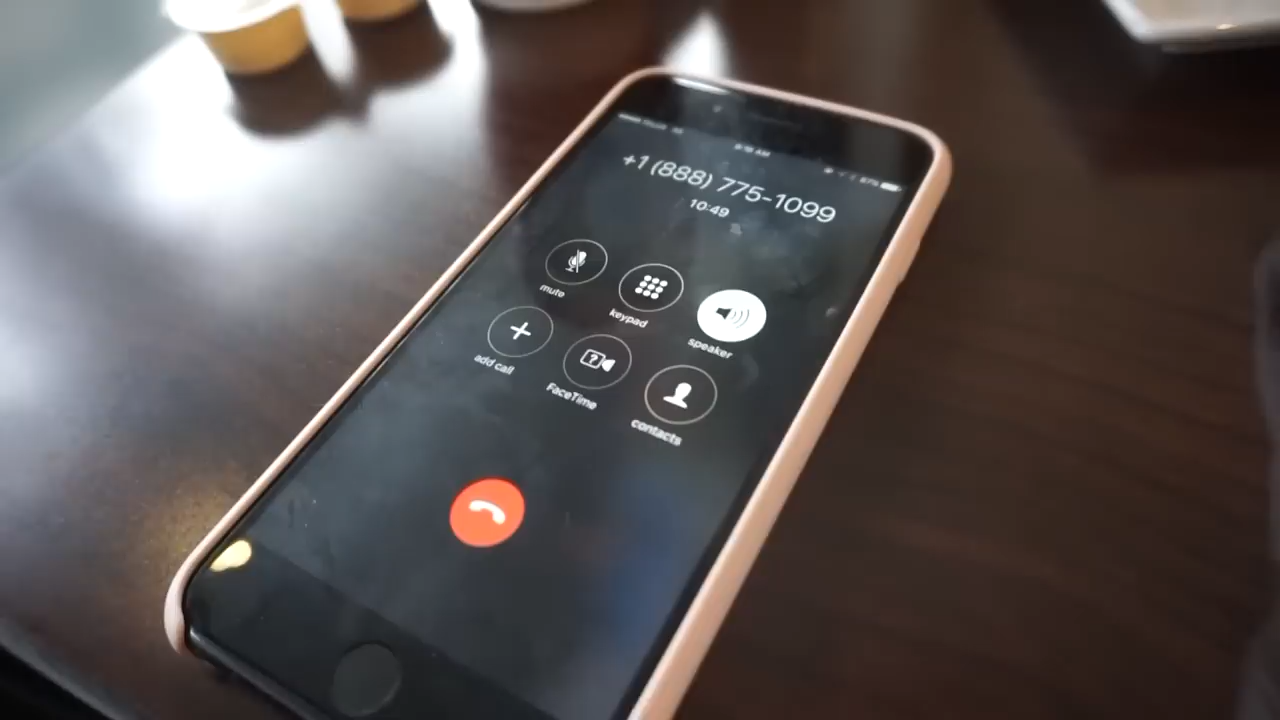 +1 (888) 775-1099
10:49
mute
keypad
speaker
add call
FaceTime
contacts